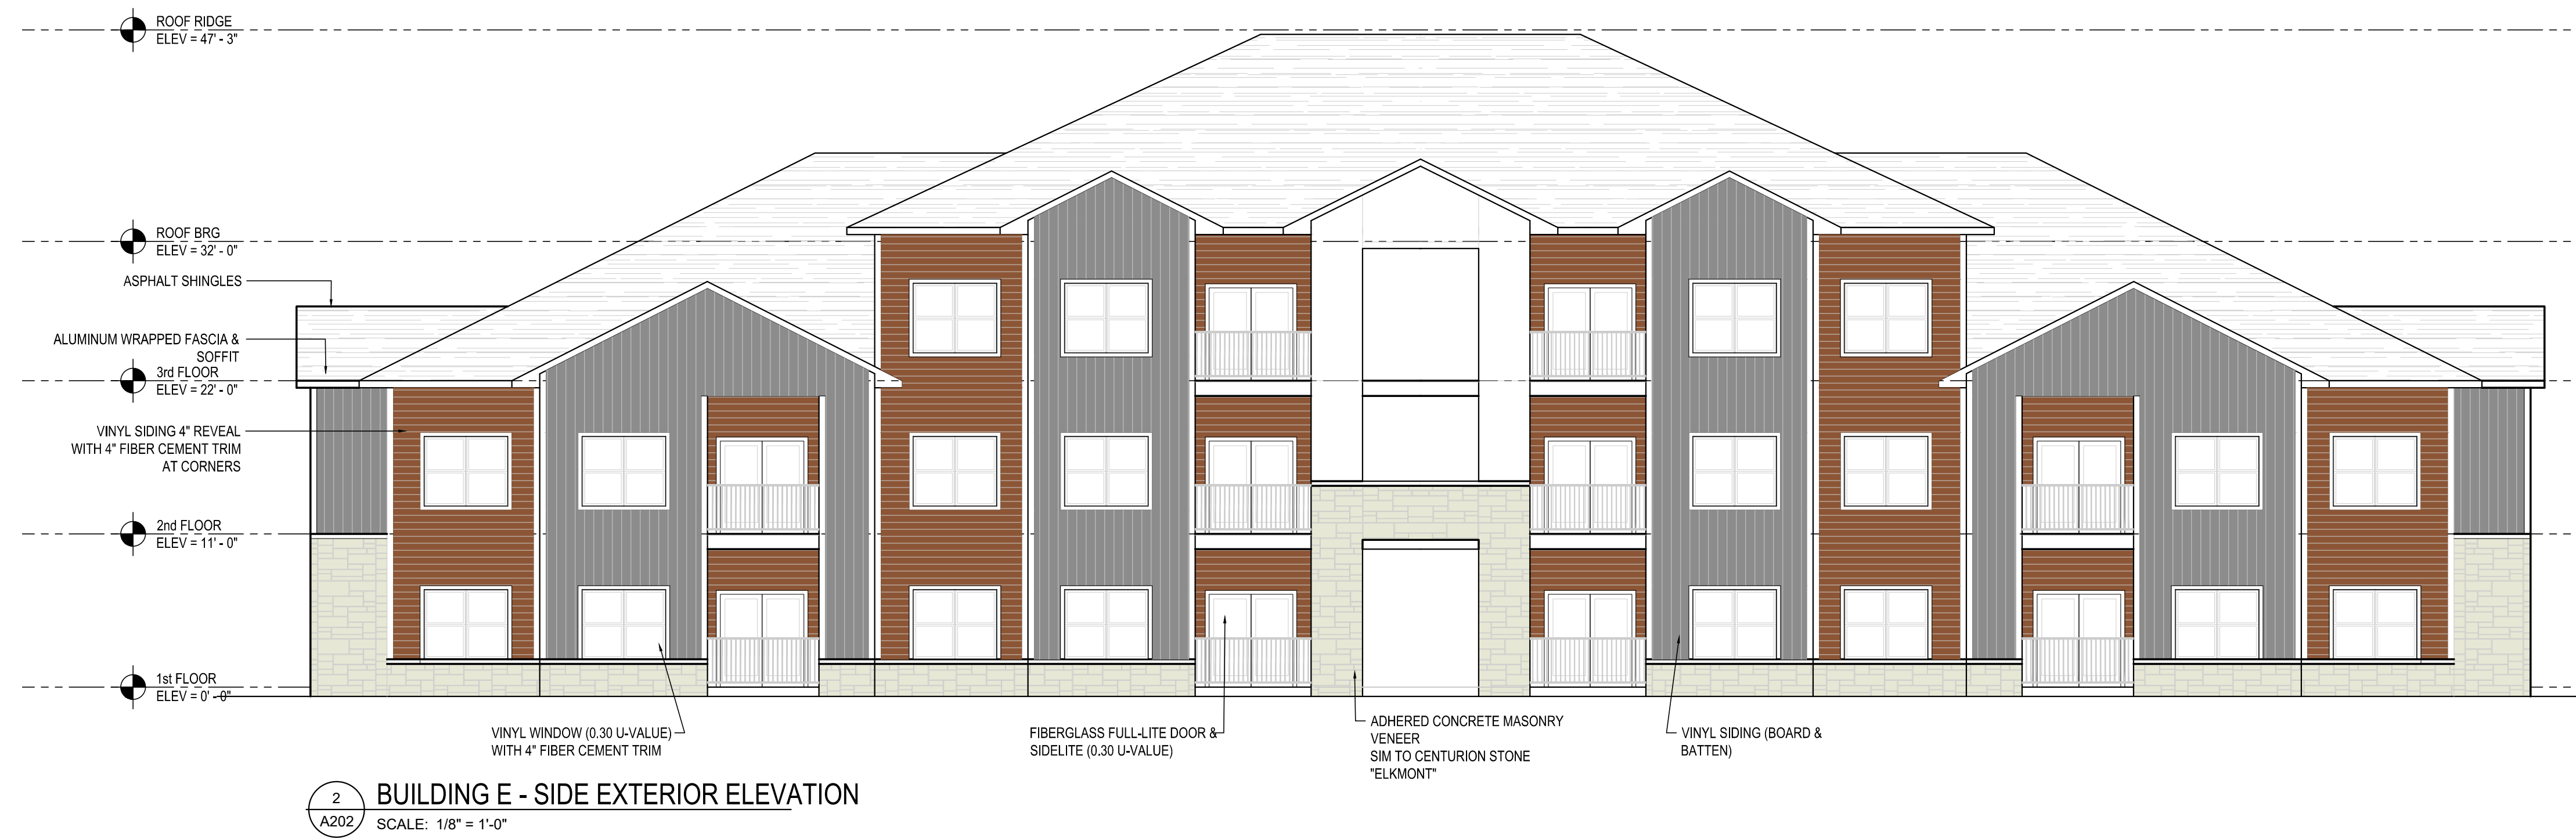 ROOF RIDGE
ELEV = 47' - 3"
ROOF BRG
ELEV = 32' - 0"
ASPHALT SHINGLES
ALUMINUM WRAPPED FASCIA &
SOFFIT
3rd FLOOR
ELEV = 22' - 0"
VINYL SIDING 4" REVEAL
WITH 4" FIBER CEMENT TRIM
AT CORNERS
2nd FLOOR
ELEV = 11' - 0"
1st FLOOR
ELEV = 0' - 0"
VINYL WINDOW (0.30 U-VALUE)
WITH 4" FIBER CEMENT TRIM
FIBERGLASS FULL-LITE DOOR &
SIDELITE (0.30 U-VALUE)
ADHERED CONCRETE MASONRY
VENEER
SIM TO CENTURION STONE
"ELKMONT"
VINYL SIDING (BOARD &
BATTEN)
2
A202
BUILDING E - SIDE EXTERIOR ELEVATION
SCALE: 1/8" = 1'-0"